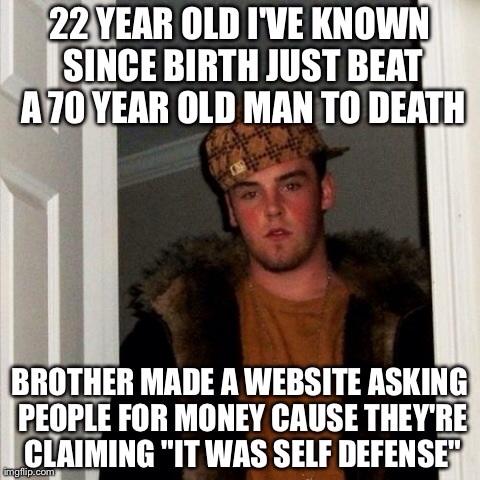 22 YEAR OLD I'VE KNOWN
SINCE BIRTH JUST BEAT
A 70 YEAR OLD MAN TO DEATH
BROTHER MADE A WEBSITE ASKING
PEOPLE FOR MONEY CAUSE THEY'RE
CLAIMING "IT WAS SELF DEFENSE"
imgflip.com